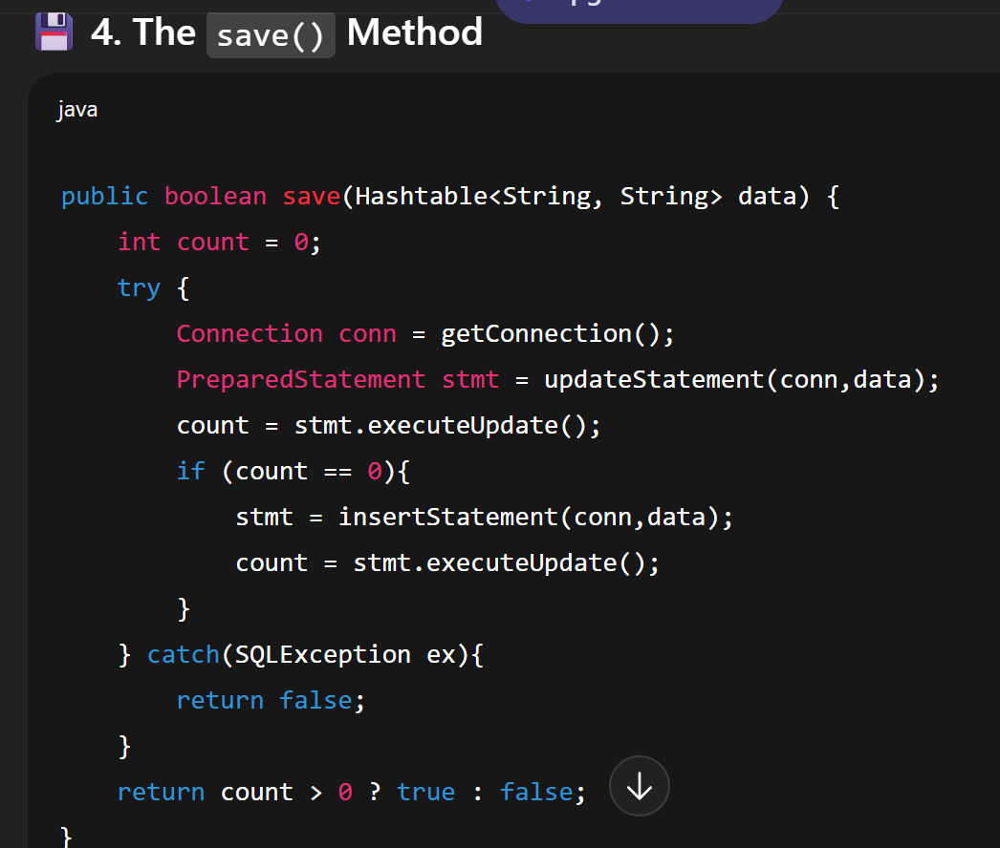 4. The save() Method
java
public boolean save(Hashtable<String, String> data) {
int count = 0;
try {
Connection conn = getConnection();
PreparedStatement stmt = updateStatement(conn,data);
count = stmt.executeUpdate();
if (count == 0){
stmt = insertStatement(conn,data);
count = stmt.executeUpdate();
}
} catch(SQLException ex){
return false;
}
return count > 0 ? true : false;
}